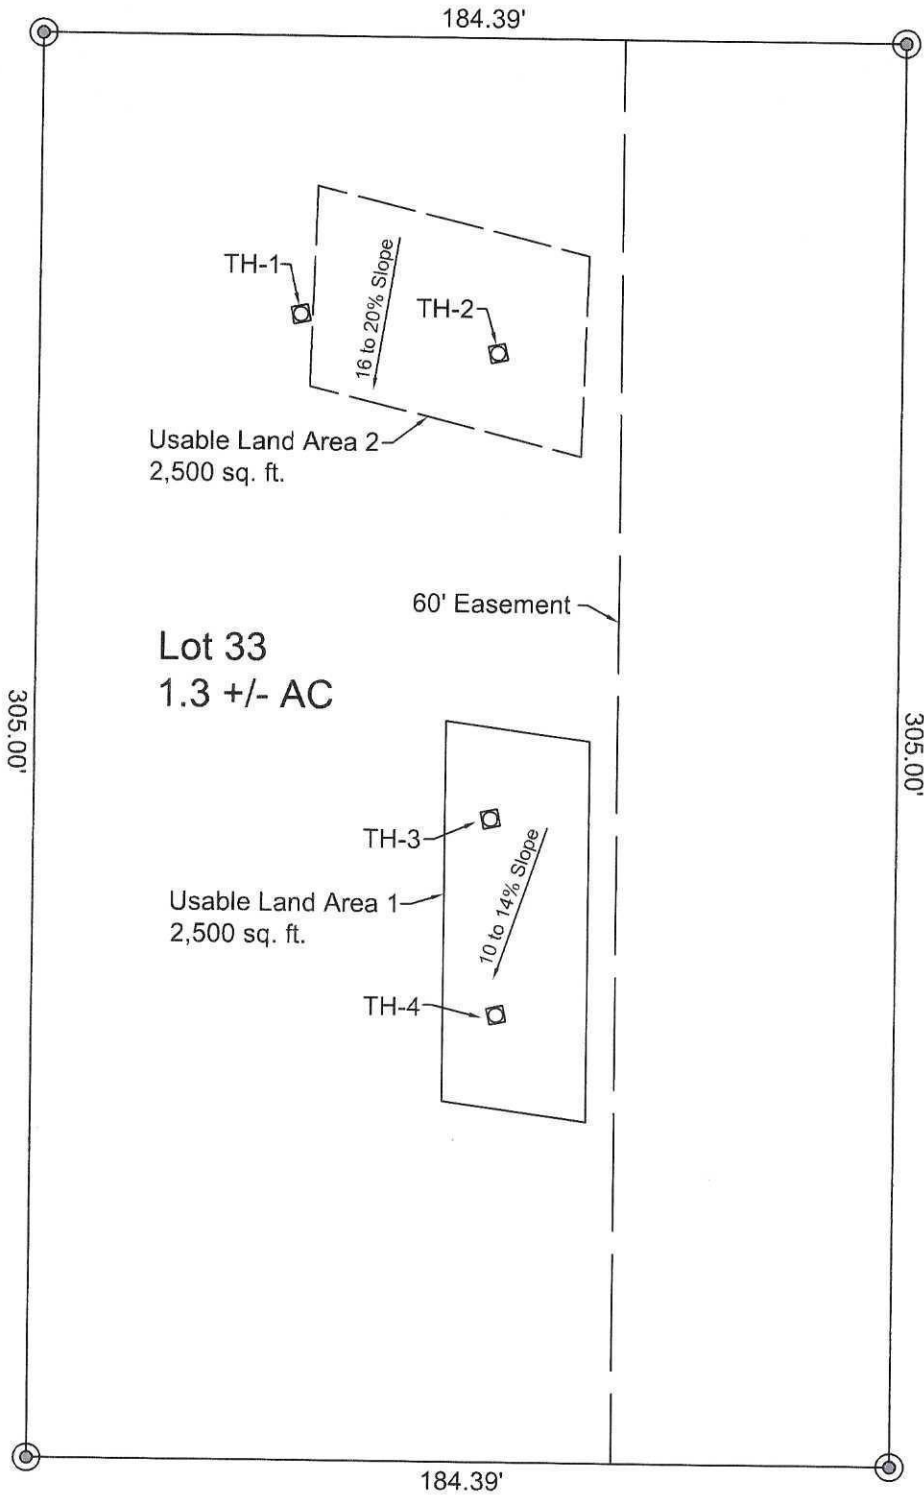 184.39'
TH-1
16 to 20% Slope
TH-2
Usable Land Area 2
2,500 sq. ft.
60' Easement
Lot 33
1.3 +/- AC
305.00'
305.00'
TH-3
10 to 14% Slope
Usable Land Area 1
2,500 sq. ft.
TH-4
184.39'